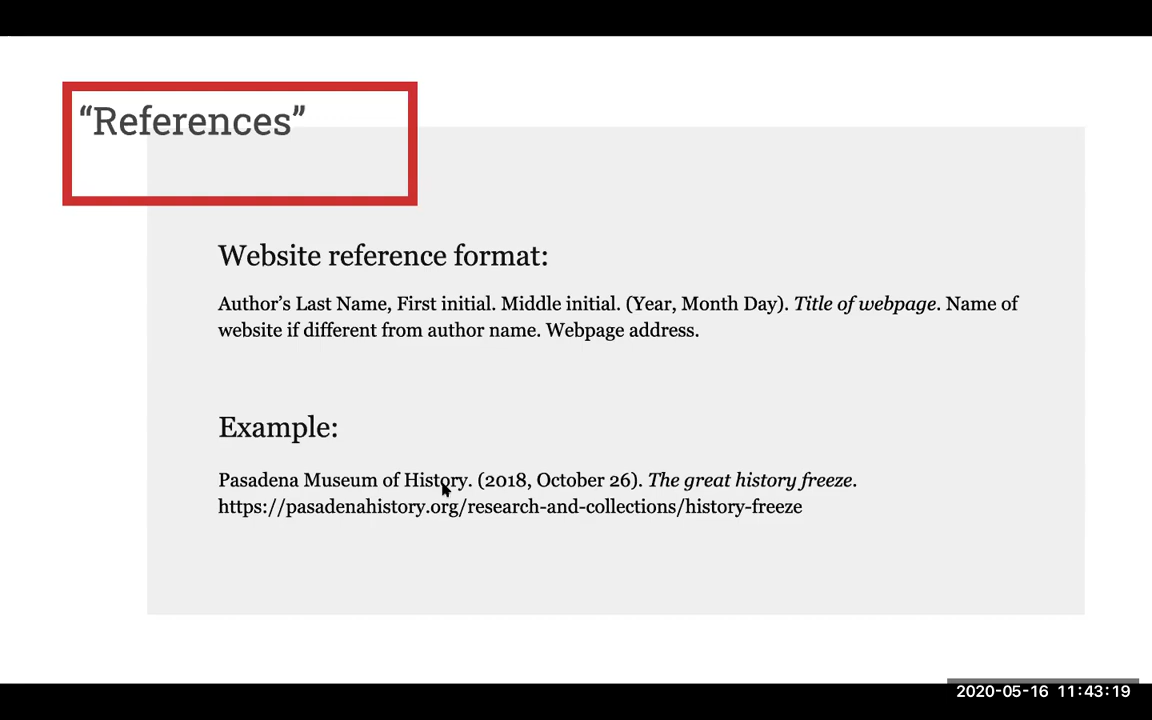 “References”
Website reference format:
Author’s Last Name, First initial. Middle initial. (Year, Month Day). Title of webpage. Name of
website if different from author name. Webpage address.
Example:
Pasadena Museum of History. (2018, October 26). The great history freeze.
https://pasadenahistory.org/research-and-collections/history-freeze
2020-05-16 11:43:19